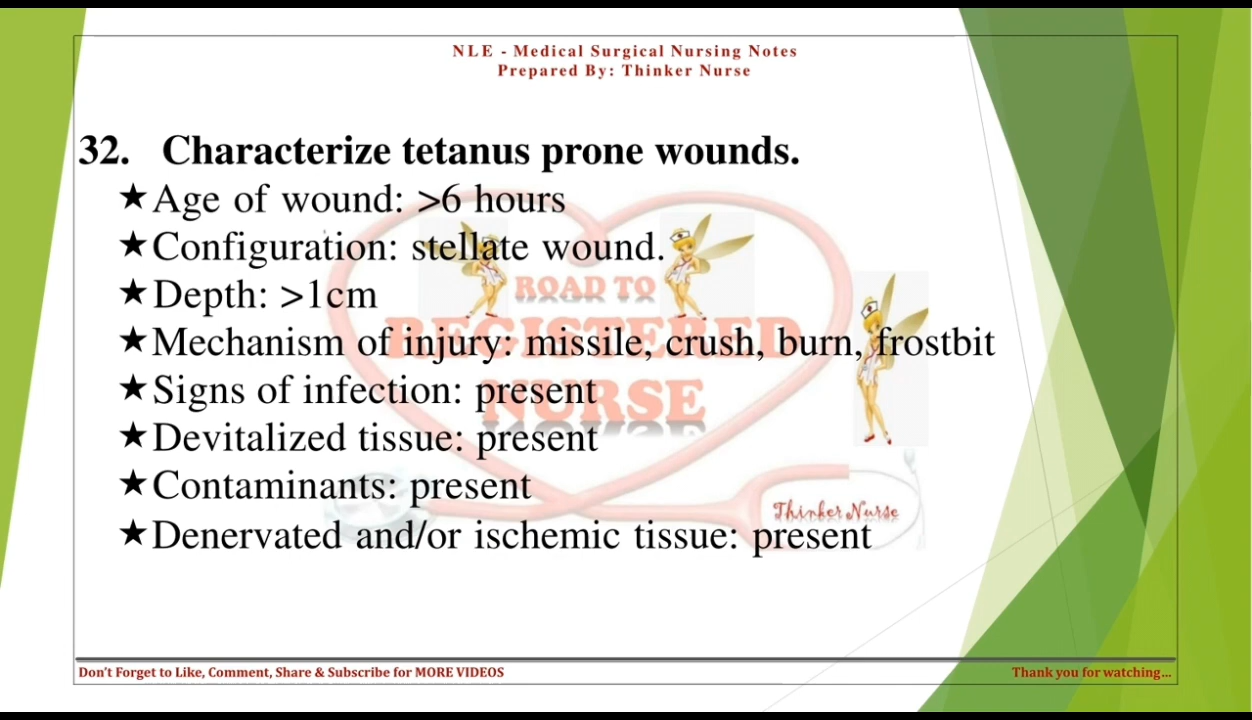 NLE - Medical Surgical Nursing Notes
Prepared By: Thinker Nurse
32. Characterize tetanus prone wounds.
★Age of wound: >6 hours
★Configuration: stellate wound.
★Depth: >1cm
★Mechanism of injury: missile, crush, burn, frostbit
★Signs of infection: present
★Devitalized tissue: present
★Contaminants: present
★Denervated and/or ischemic tissue: present
ROAD TO
REGISTERED
NURSE
Thinker Nurse
Don't Forget to Like, Comment, Share & Subscribe for MORE VIDEOS
Thank you for watching...